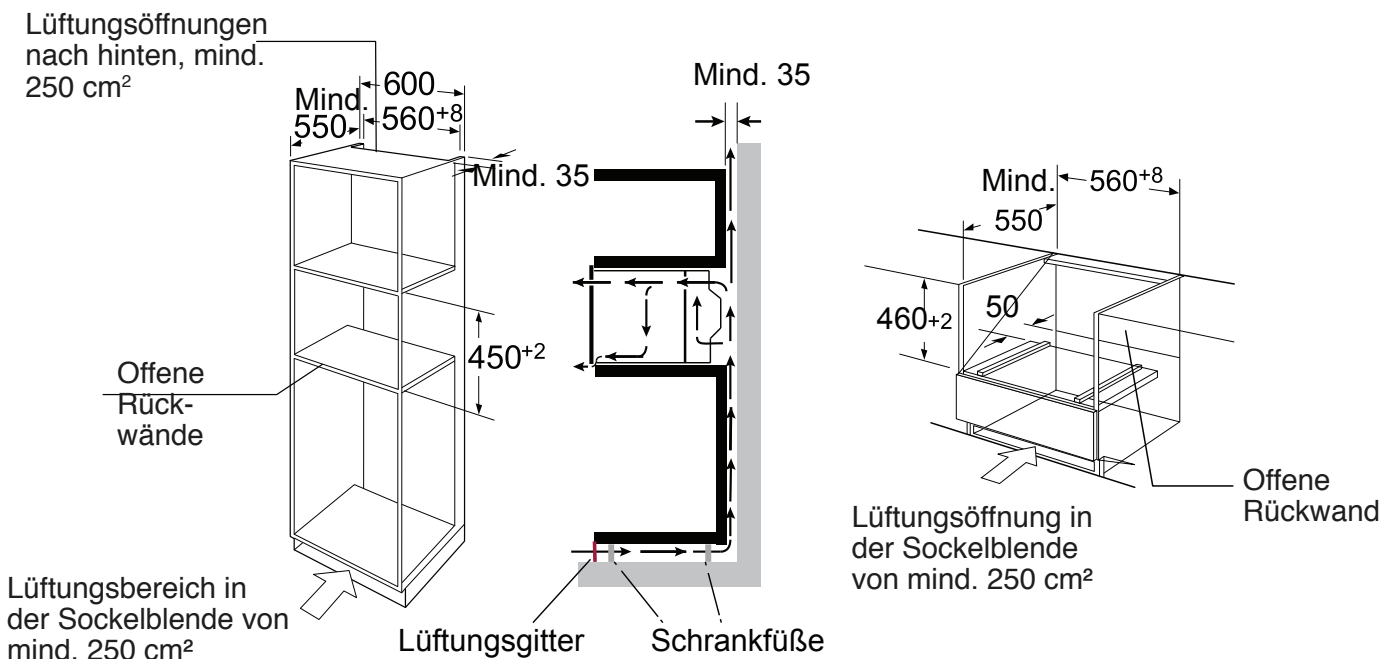 Lüftungsöffnungen
nach hinten, mind.
250 cm²
600
Mind.
550
560+8
Mind. 35
450+2
Offene
Rück-
wände
Lüftungsbereich in
der Sockelblende von
mind. 250 cm²
Mind. 35
Lüftungsgitter
Schrankfüße
Mind.
550
560+8
460+2
50
Lüftungsöffnung in
der Sockelblende
von mind. 250 cm²
Offene
Rückwand